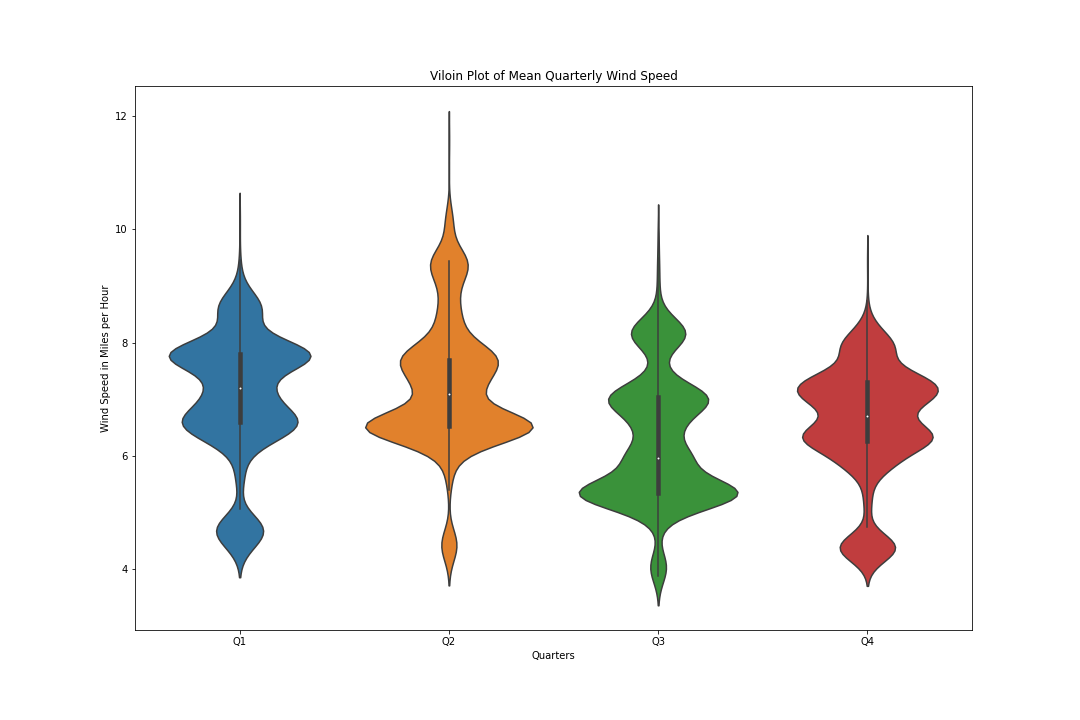 Viloin Plot of Mean Quarterly Wind Speed
Wind Speed in Miles per Hour
12
10
8
6
4
Q1 Q2 Q3 Q4
Quarters